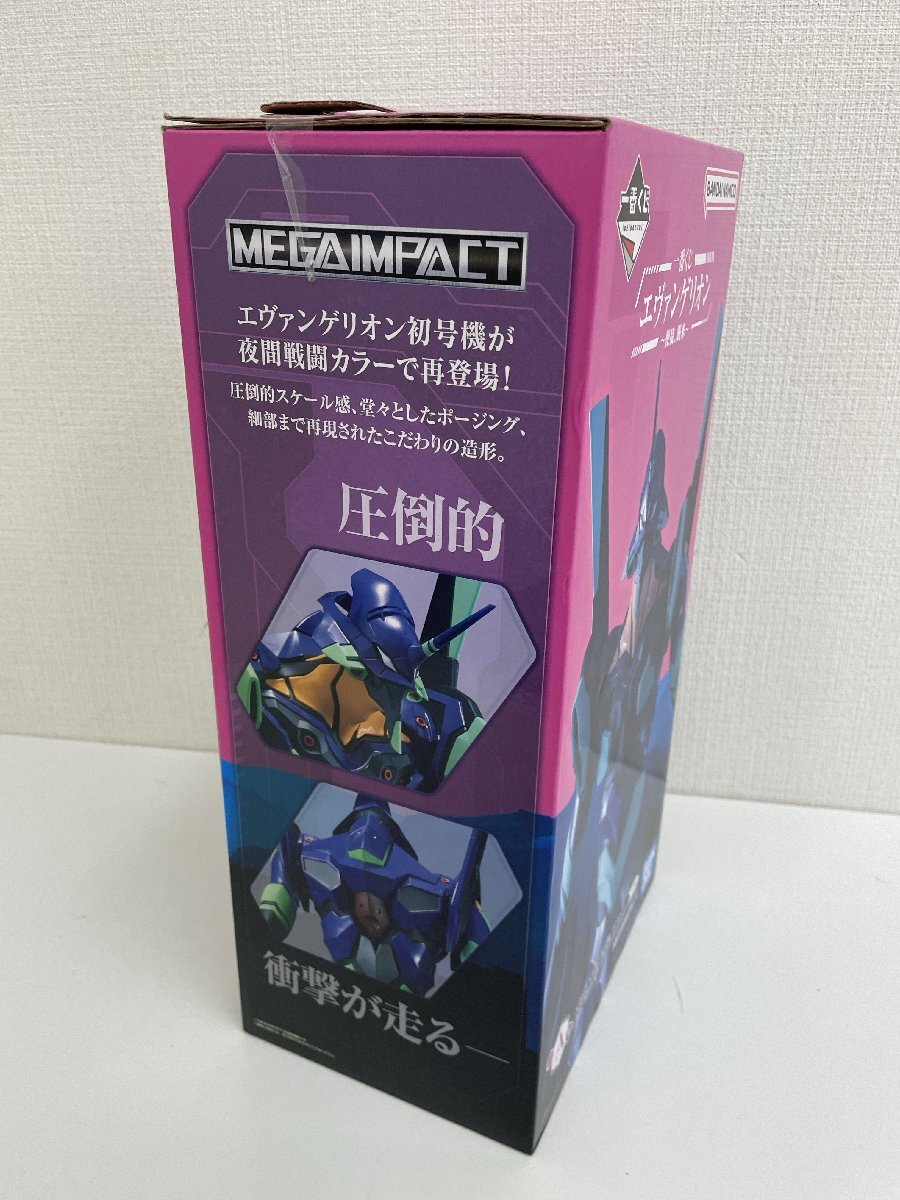 MEGAIMPACT
エヴァンゲリオン初号機が
夜間戦闘カラーで再登場!
圧倒的スケール感、堂々としたポージング、
細部まで再現されたこだわりの造形。
圧倒的
衝撃が走る—
一番くじ
BANDAI NAMCO
一番くじ
エヴァンゲリオン